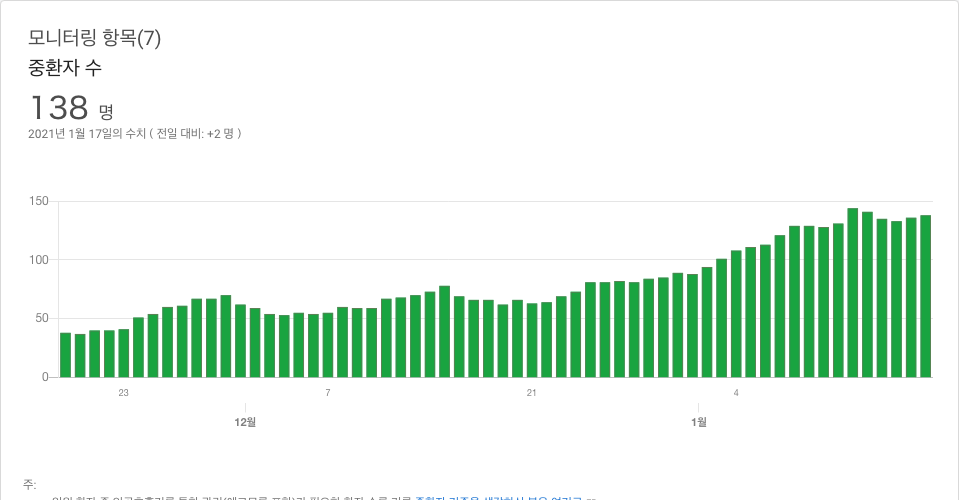 모니터링 항목(7)
중환자 수
138 명
2021년 1월 17일의 수치 ( 전일 대비: +2 명 )
150
100
50
0
23 7 21 4
12월 1월
주: